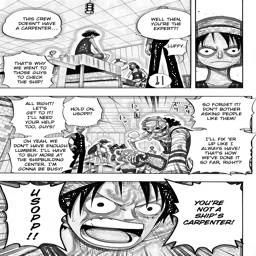 THIS CREW
DOESN'T HAVE
A CARPENTER...
WELL THEN,
YOU'RE THE
EXPERT?!
LUFFY.
THAT'S WHY
WE WENT TO
THOSE GUYS
TO CHECK
THE SHIP!
ALL RIGHT!
LET'S
GET TO IT!
I'LL NEED
YOUR HELP
TOO, GUYS!
HOLD ON,
USOPP!
SO FORGET IT!
DON'T BOTHER
ASKING PEOPLE
LIKE THEM!
OH YEAH, WE
DON'T HAVE ENOUGH
LUMBER. I'LL HAVE
TO BUY MORE AT
THE SHIPBUILDING
CENTER. I'M
GONNA BE BUSY!
I'LL FIX 'ER
UP LIKE I
ALWAYS HAVE!
THAT'S HOW
WE'VE DONE IT
SO FAR, RIGHT?
USOPP!!
YOU'RE
NOT A
SHIP'S
CARPENTER!